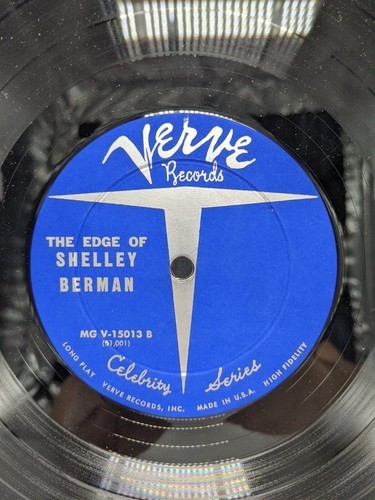 VERVE
Records
THE EDGE OF
SHELLEY
BERMAN
MG V-15013 B
(51,001)
Celebrity Series
LONG PLAY VERVE RECORDS, INC. MADE IN U.S.A. HIGH FIDELITY